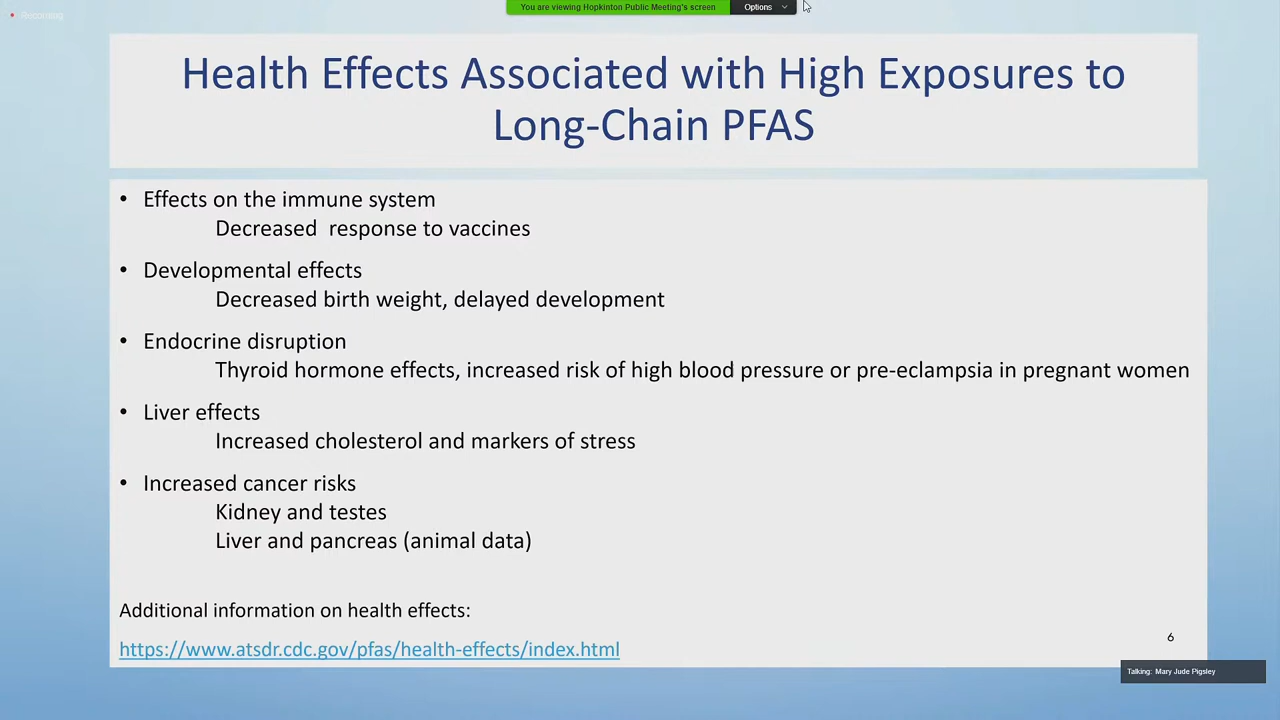 Recording
You are viewing Hopkinton Public Meeting's screen
Options
Health Effects Associated with High Exposures to
Long-Chain PFAS
• Effects on the immune system
Decreased response to vaccines
• Developmental effects
Decreased birth weight, delayed development
• Endocrine disruption
Thyroid hormone effects, increased risk of high blood pressure or pre-eclampsia in pregnant women
• Liver effects
Increased cholesterol and markers of stress
• Increased cancer risks
Kidney and testes
Liver and pancreas (animal data)
Additional information on health effects:
https://www.atsdr.cdc.gov/pfas/health-effects/index.html
6
Talking: Mary Jude Pigsley